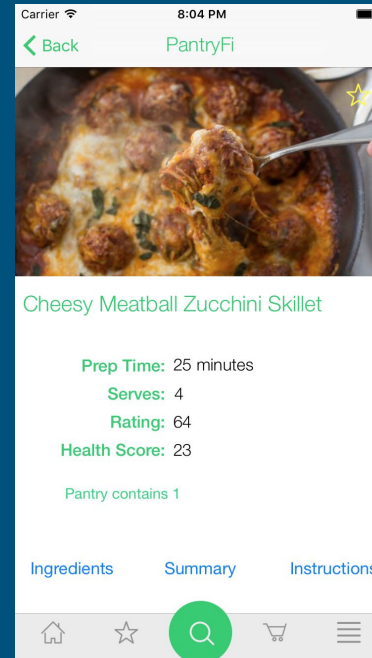 Carrier 8:04 PM
Back PantryFi
Cheesy Meatball Zucchini Skillet
Prep Time: 25 minutes
Serves: 4
Rating: 64
Health Score: 23
Pantry contains 1
Ingredients Summary Instructions